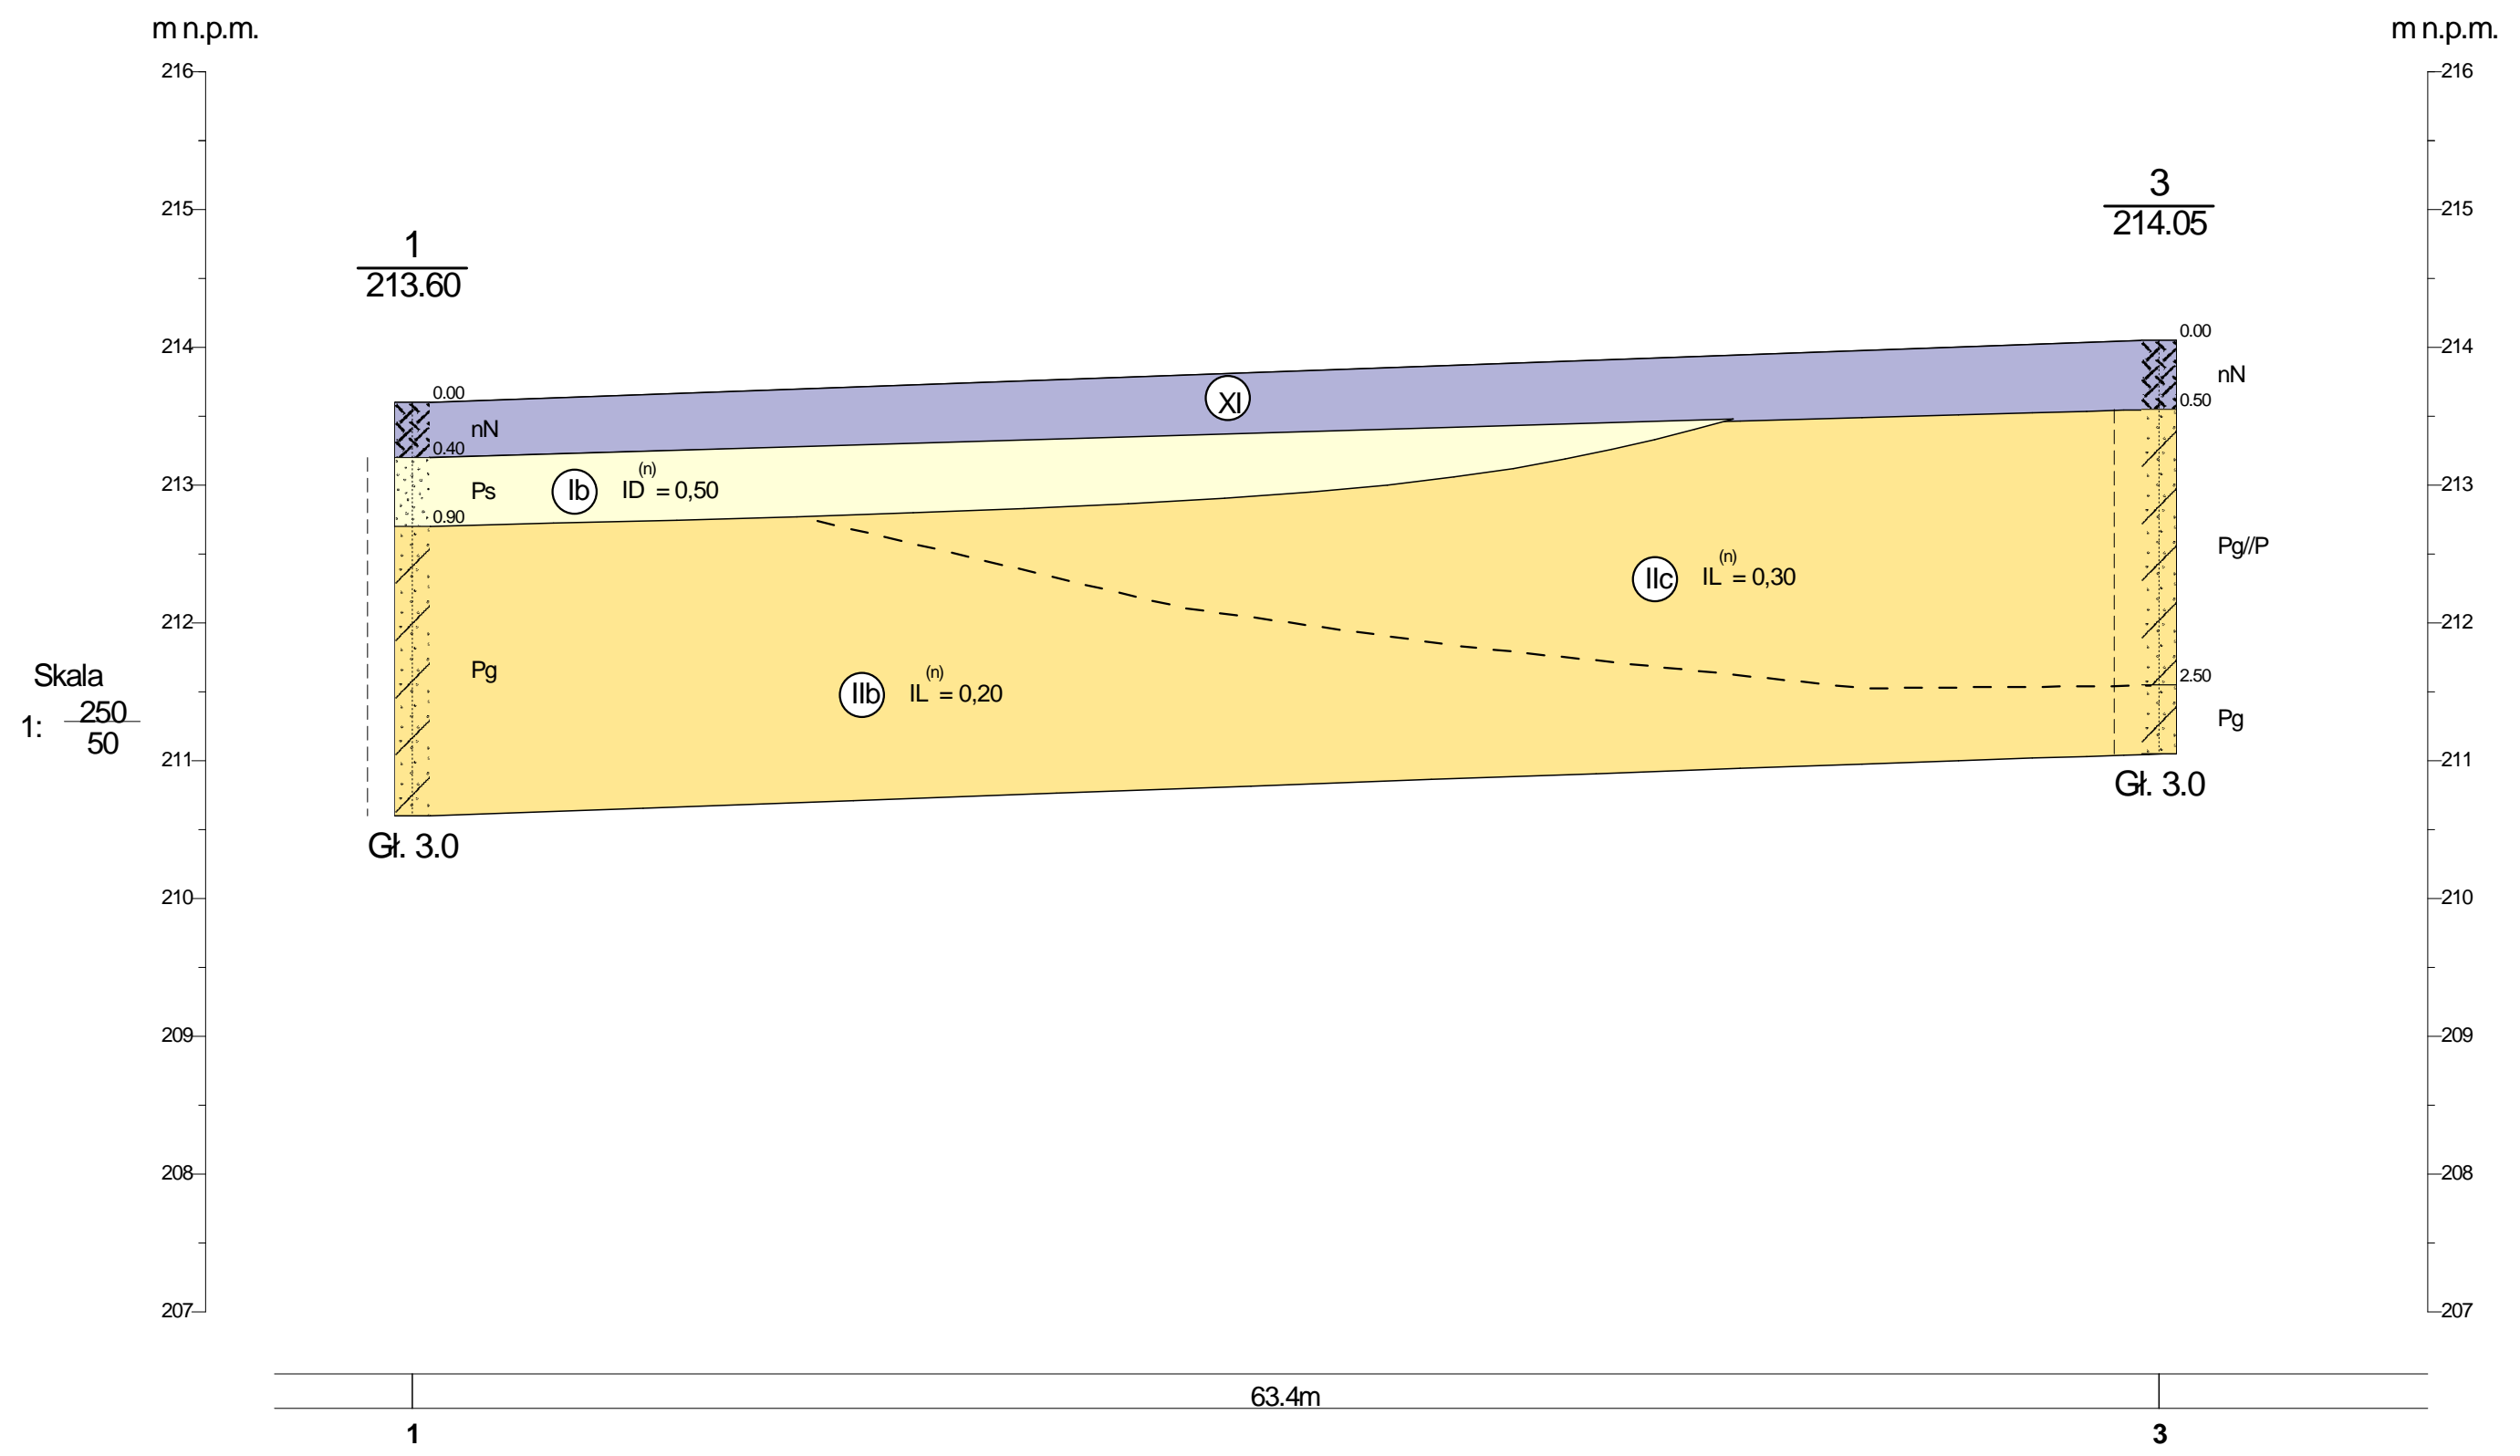 m n.p.m.
m n.p.m.
216
216
215
215
3
214.05
1
213.60
214
214
0.00
nN
0.50
XI
0.00
nN
0.40
213
213
Ps
Ib
(n)
ID = 0,50
0.90
Pg//P
IIc
(n)
IL = 0,30
212
212
Pg
IIb
(n)
IL = 0,20
2.50
Pg
Skala
1: 250
50
211
211
Gł. 3.0
Gł. 3.0
210
210
209
209
208
208
207
207
63.4m
1
3